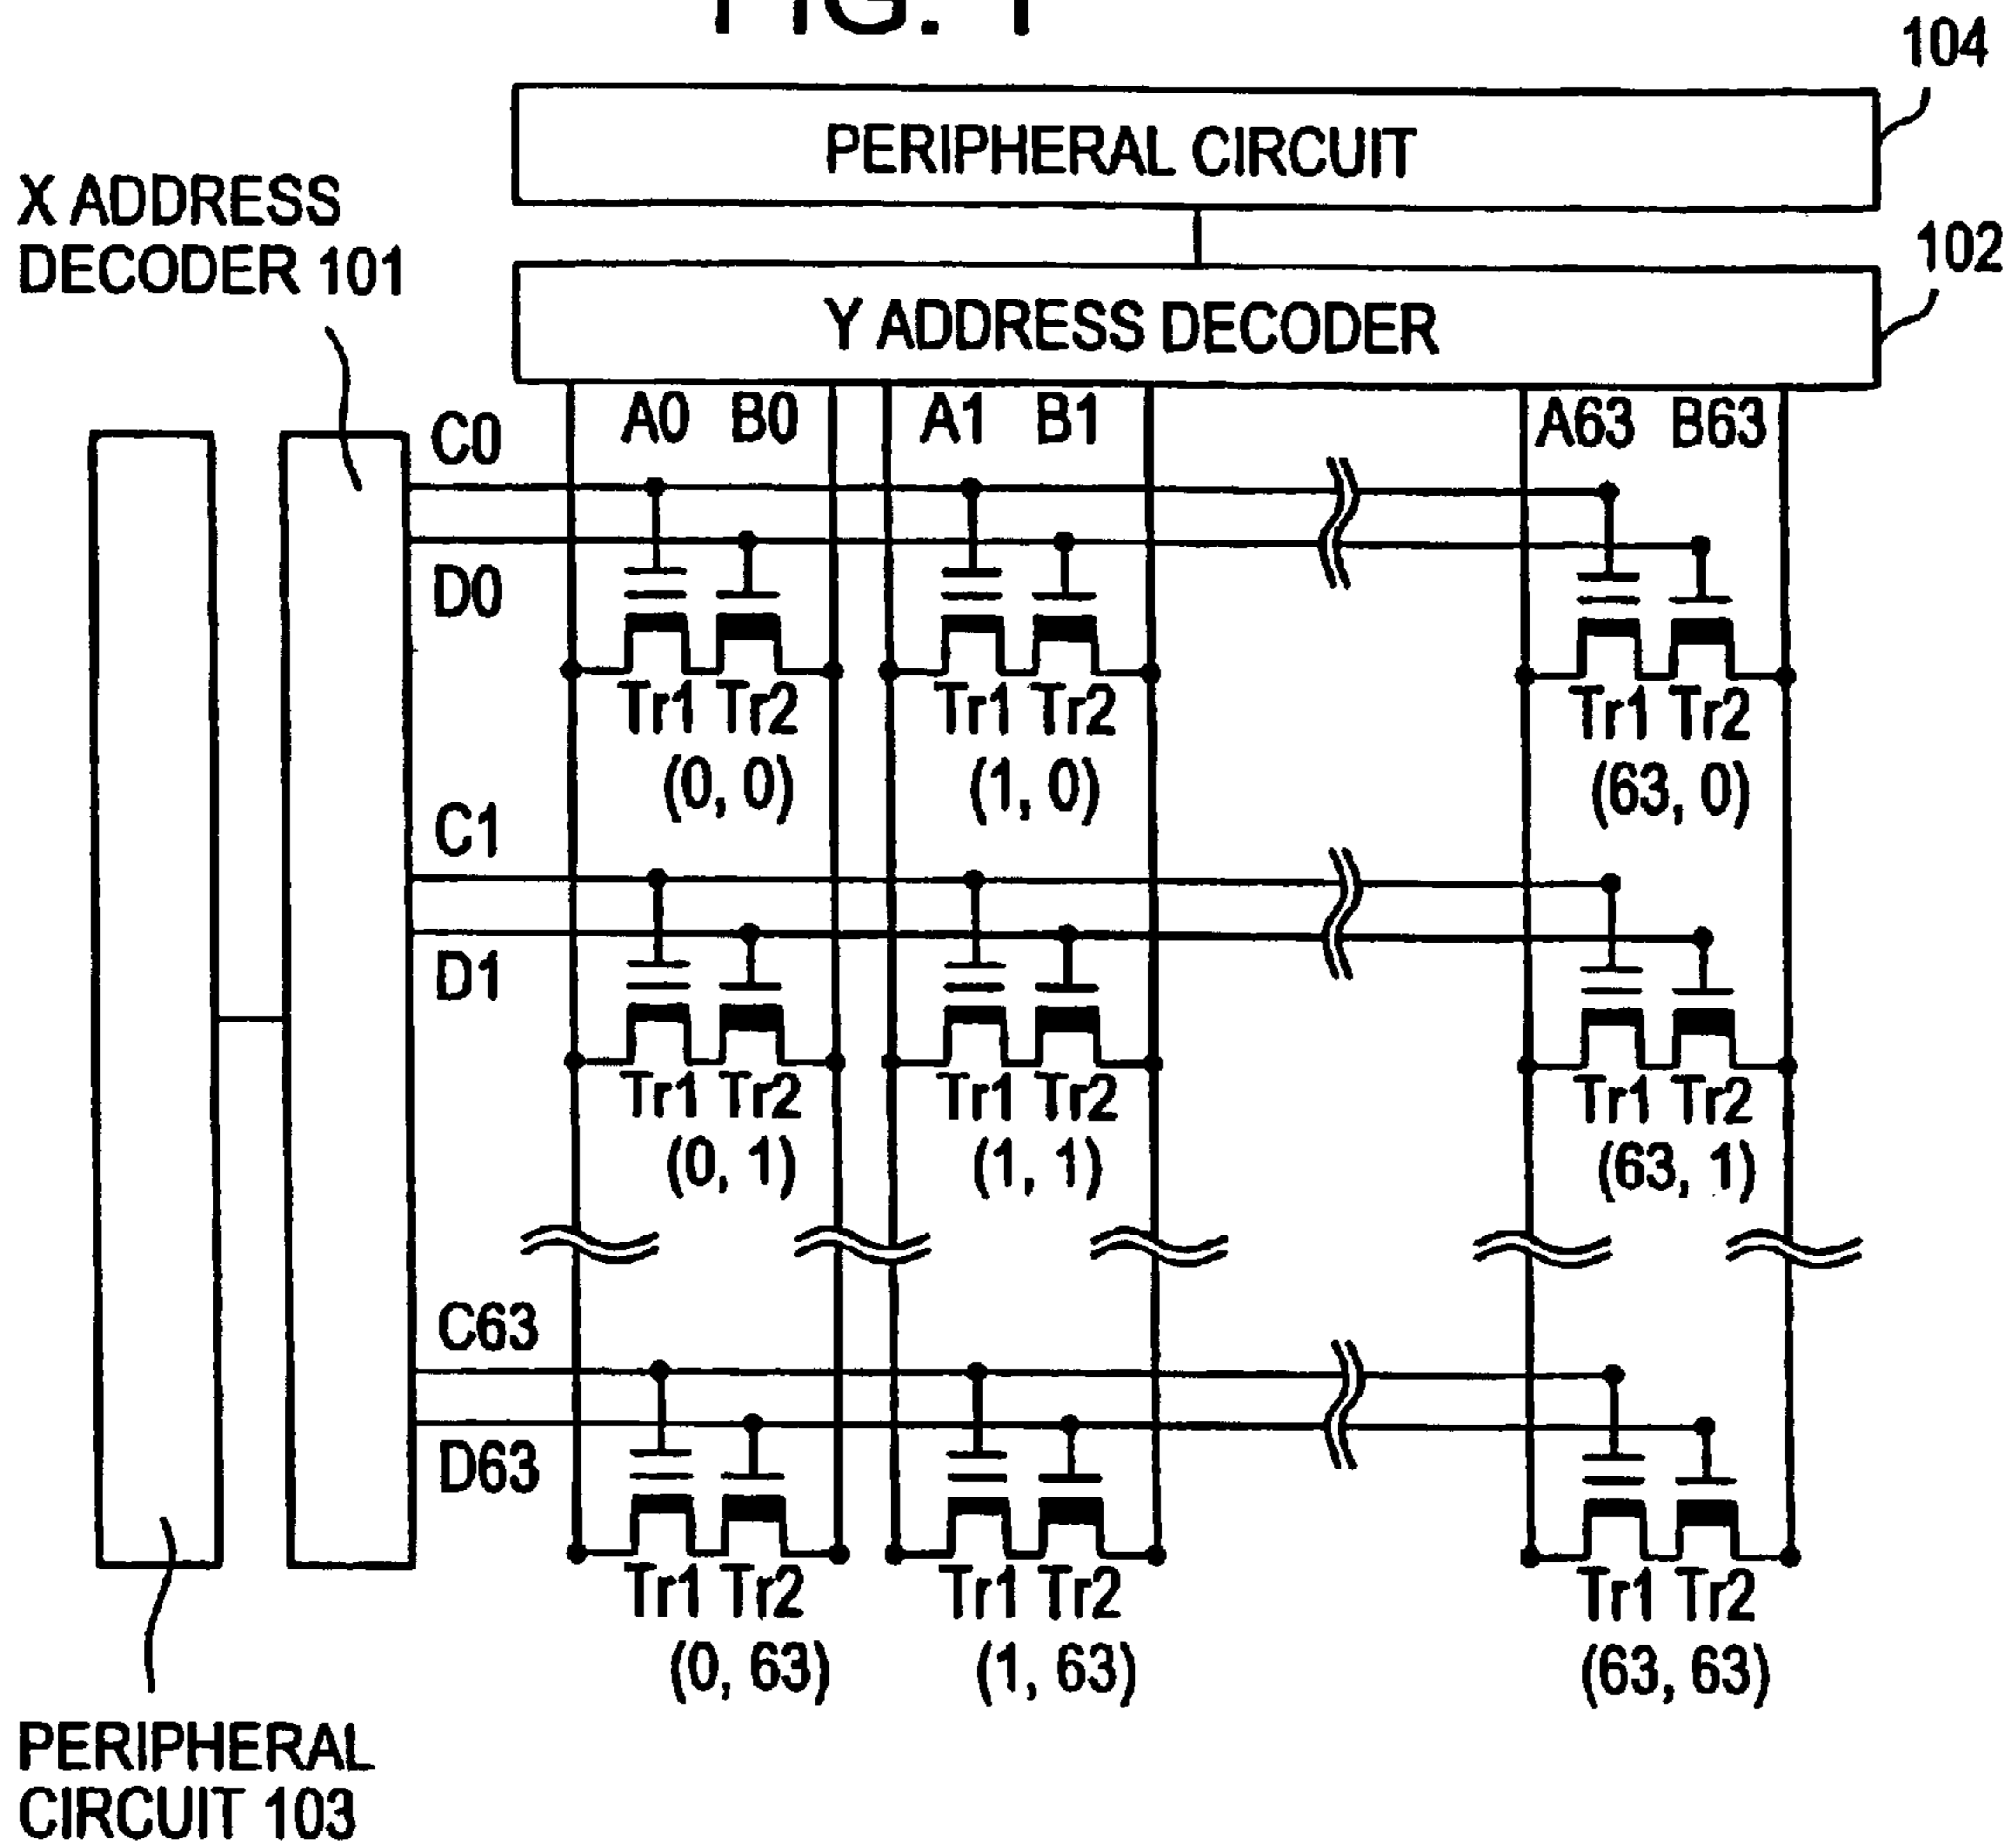 FIG. 1
104
PERIPHERAL CIRCUIT
X ADDRESS
DECODER 101
102
Y ADDRESS DECODER
A0 B0 A1 B1 A63 B63
C0
D0
Tr1 Tr2 Tr1 Tr2 Tr1 Tr2
(0, 0) (1, 0) (63, 0)
C1
D1
Tr1 Tr2 Tr1 Tr2 Tr1 Tr2
(0, 1) (1, 1) (63, 1)
C63
D63
Tr1 Tr2 Tr1 Tr2 Tr1 Tr2
(0, 63) (1, 63) (63, 63)
PERIPHERAL
CIRCUIT 103